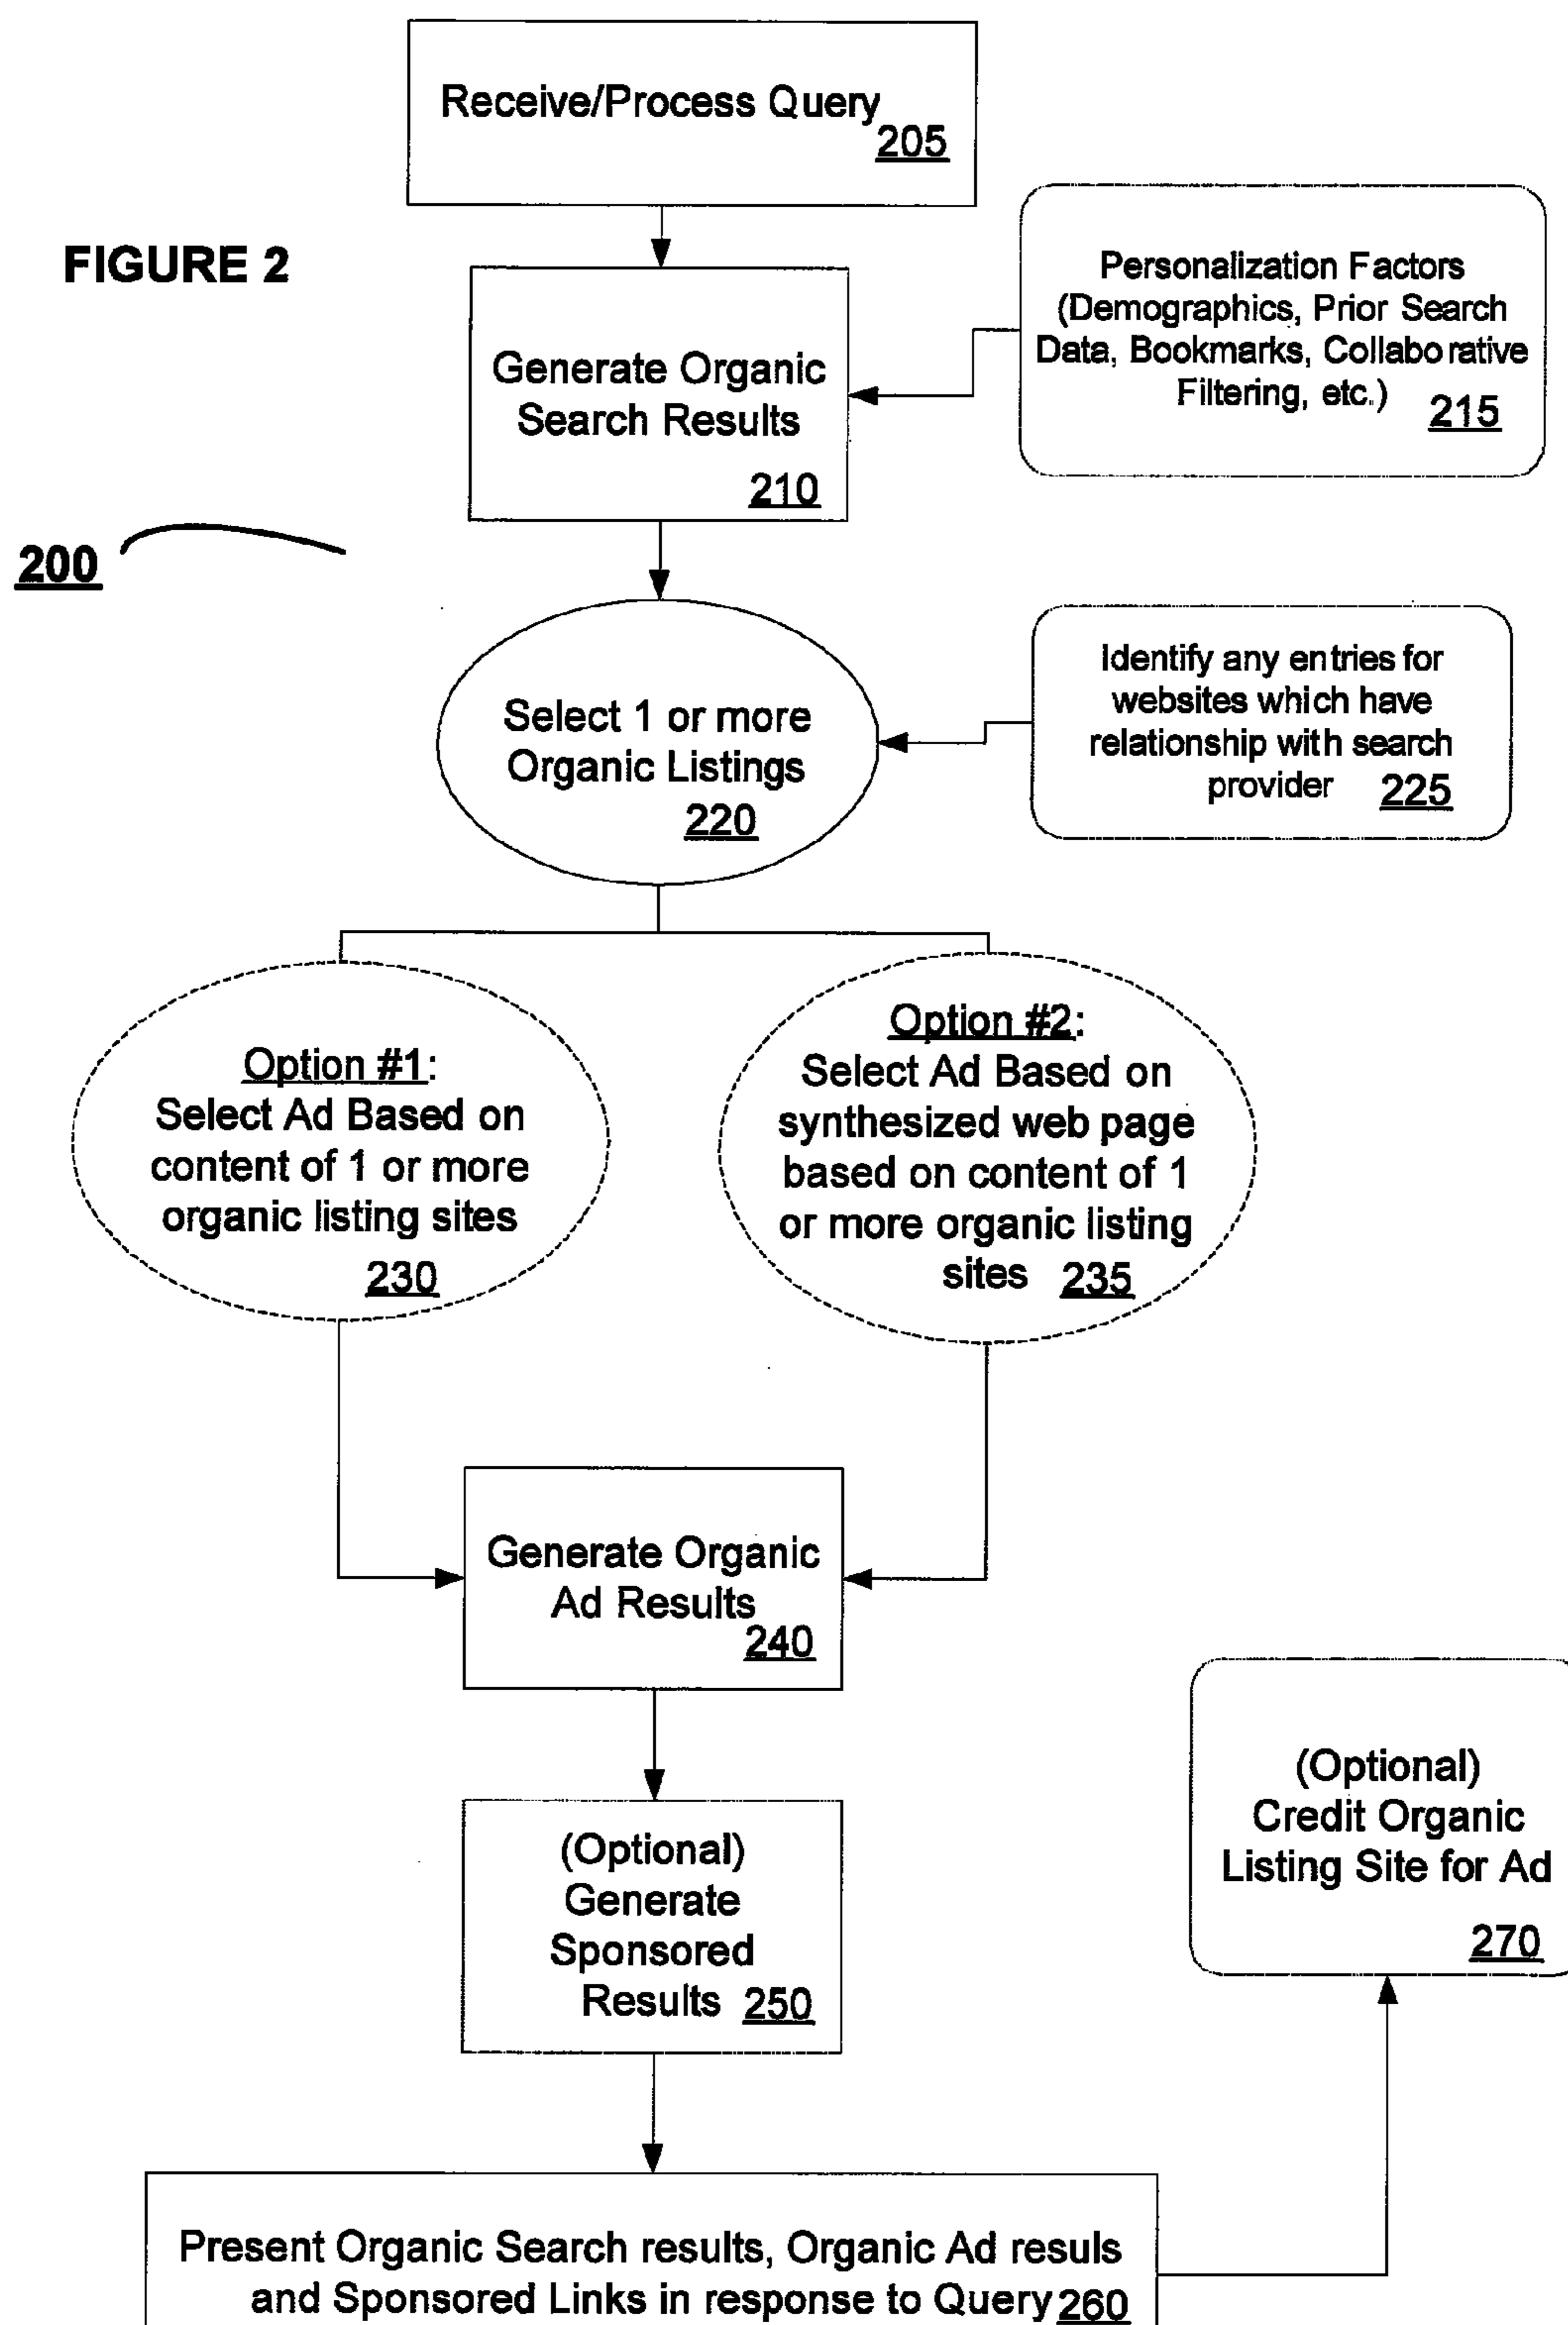 Receive/Process Query
205
FIGURE 2
Personalization Factors
(Demographics, Prior Search
Data, Bookmarks, Collaborative
Filtering, etc.) 215
Generate Organic
Search Results
210
200
Select 1 or more
Organic Listings
220
Identify any entries for
websites which have
relationship with search
provider 225
Option #1:
Select Ad Based on
content of 1 or more
organic listing sites
230
Option #2:
Select Ad Based on
synthesized web page
based on content of 1
or more organic listing
sites 235
Generate Organic
Ad Results
240
(Optional)
Generate
Sponsored
Results 250
(Optional)
Credit Organic
Listing Site for Ad
270
Present Organic Search results, Organic Ad resuls
and Sponsored Links in response to Query 260